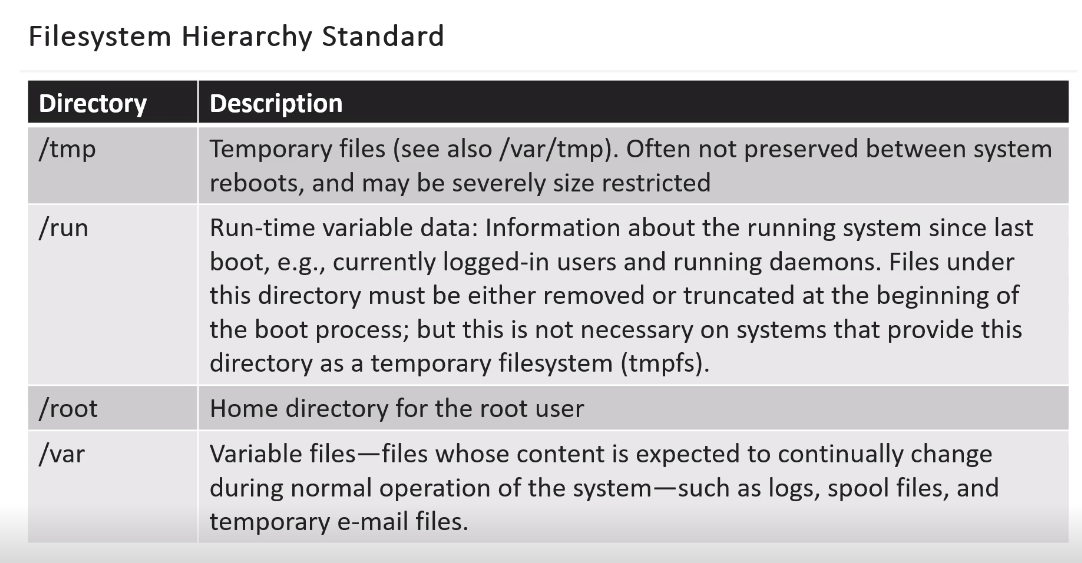 Filesystem Hierarchy Standard
Directory Description
/tmp Temporary files (see also /var/tmp). Often not preserved between system
reboots, and may be severely size restricted
/run Run-time variable data: Information about the running system since last
boot, e.g., currently logged-in users and running daemons. Files under
this directory must be either removed or truncated at the beginning of
the boot process; but this is not necessary on systems that provide this
directory as a temporary filesystem (tmpfs).
/root Home directory for the root user
/var Variable files—files whose content is expected to continually change
during normal operation of the system—such as logs, spool files, and
temporary e-mail files.